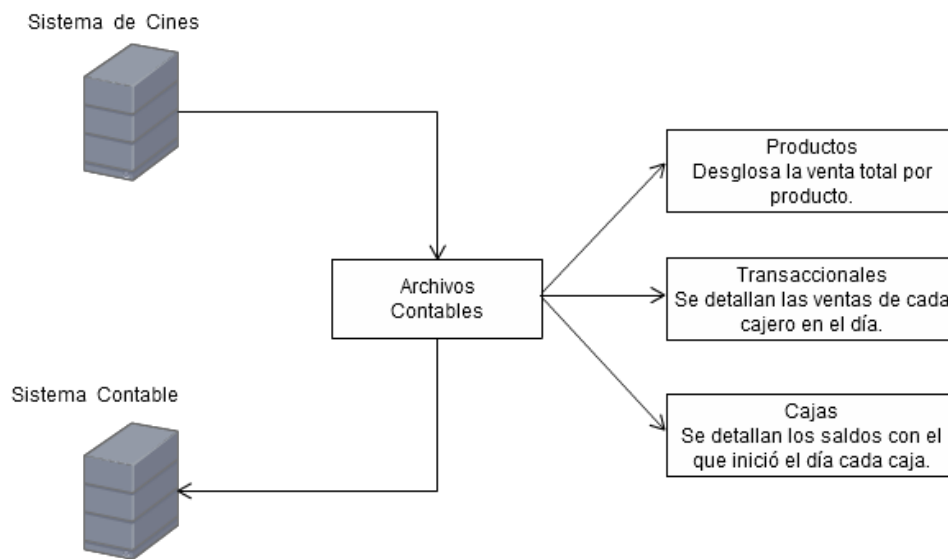 Sistema de Cines
Productos
Desglosa la venta total por
producto.
Archivos
Contables
Transaccionales
Se detallan las ventas de cada
cajero en el día.
Sistema Contable
Cajas
Se detallan los saldos con el
que inició el día cada caja.